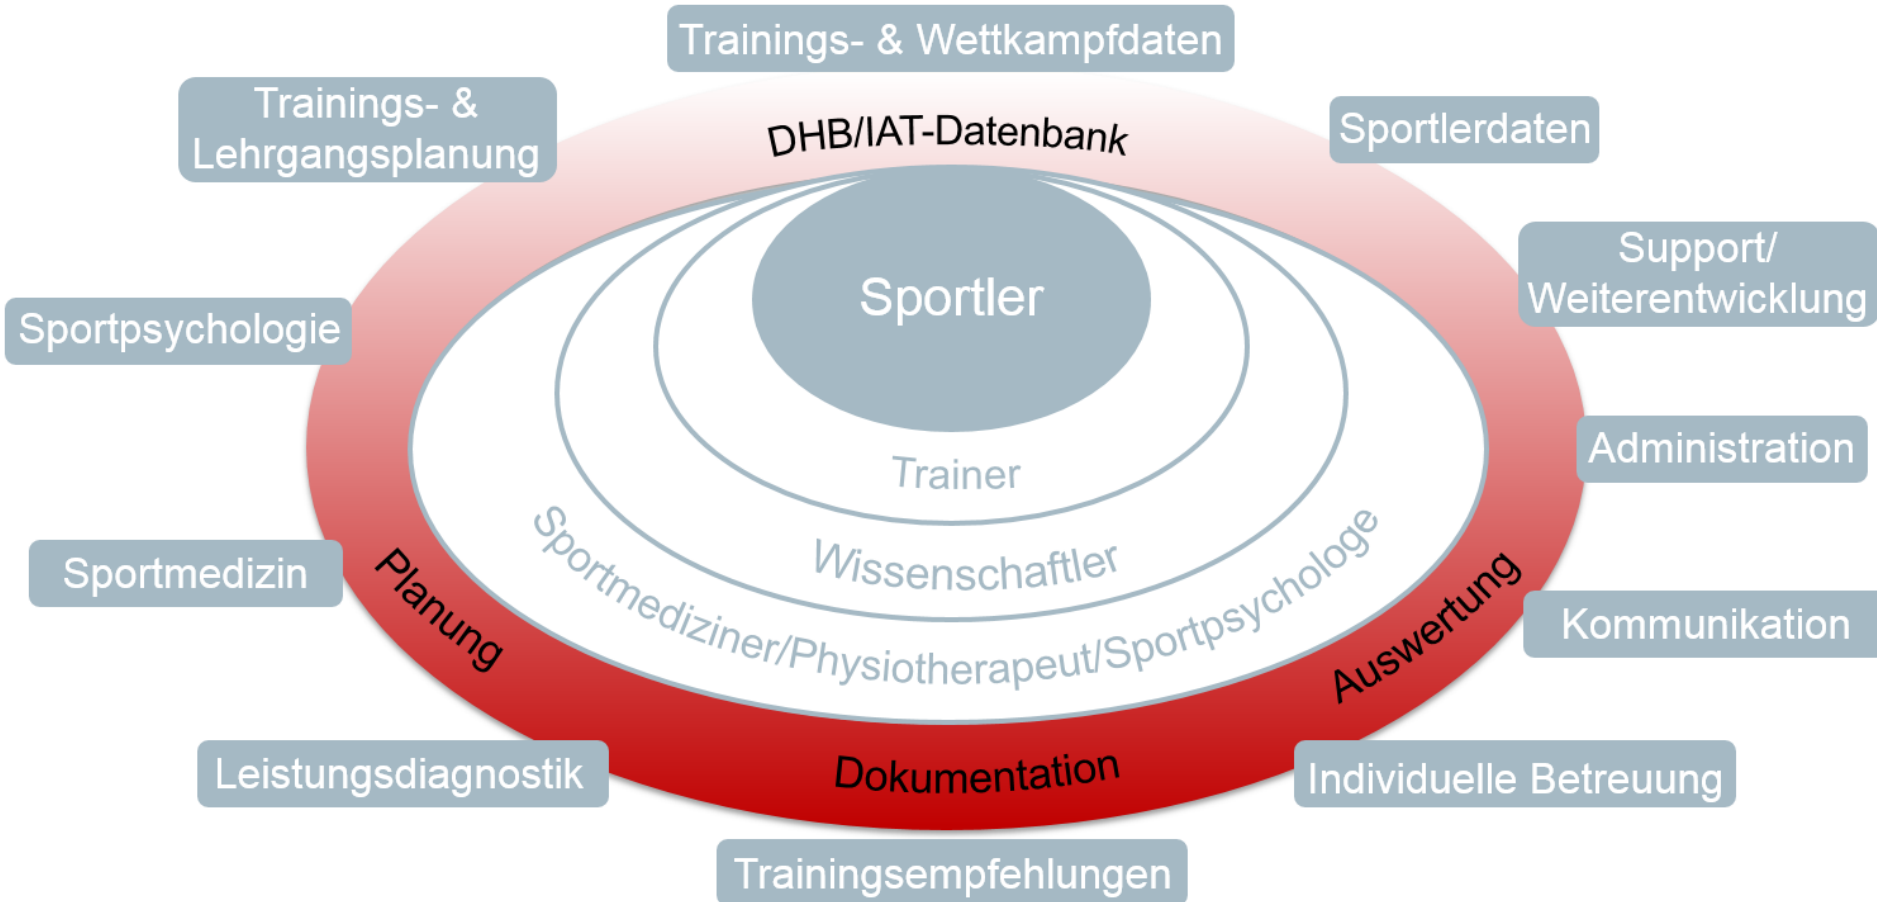 Trainings- & Wettkampfdaten
Trainings- &
Lehrgangsplanung
DHB/IAT-Datenbank
Sportlerdaten
Support/
Weiterentwicklung
Sportler
Sportpsychologie
Administration
Trainer
Wissenschaftler
Sportmediziner/Physiotherapeut/Sportpsychologe
Sportmedizin
Planung
Auswertung
Kommunikation
Leistungsdiagnostik
Dokumentation
Individuelle Betreuung
Trainingsempfehlungen